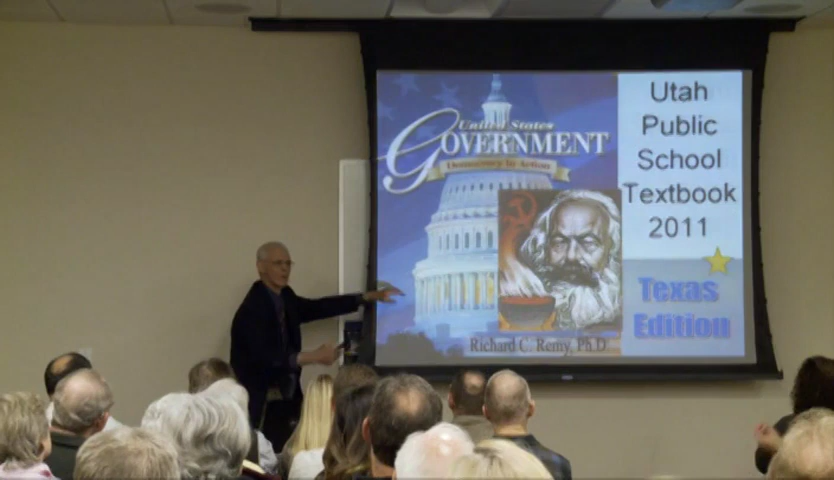 United States
GOVERNMENT
Democracy In Action
Richard C. Remy, Ph.D
Utah
Public
School
Textbook
2011
Texas
Edition